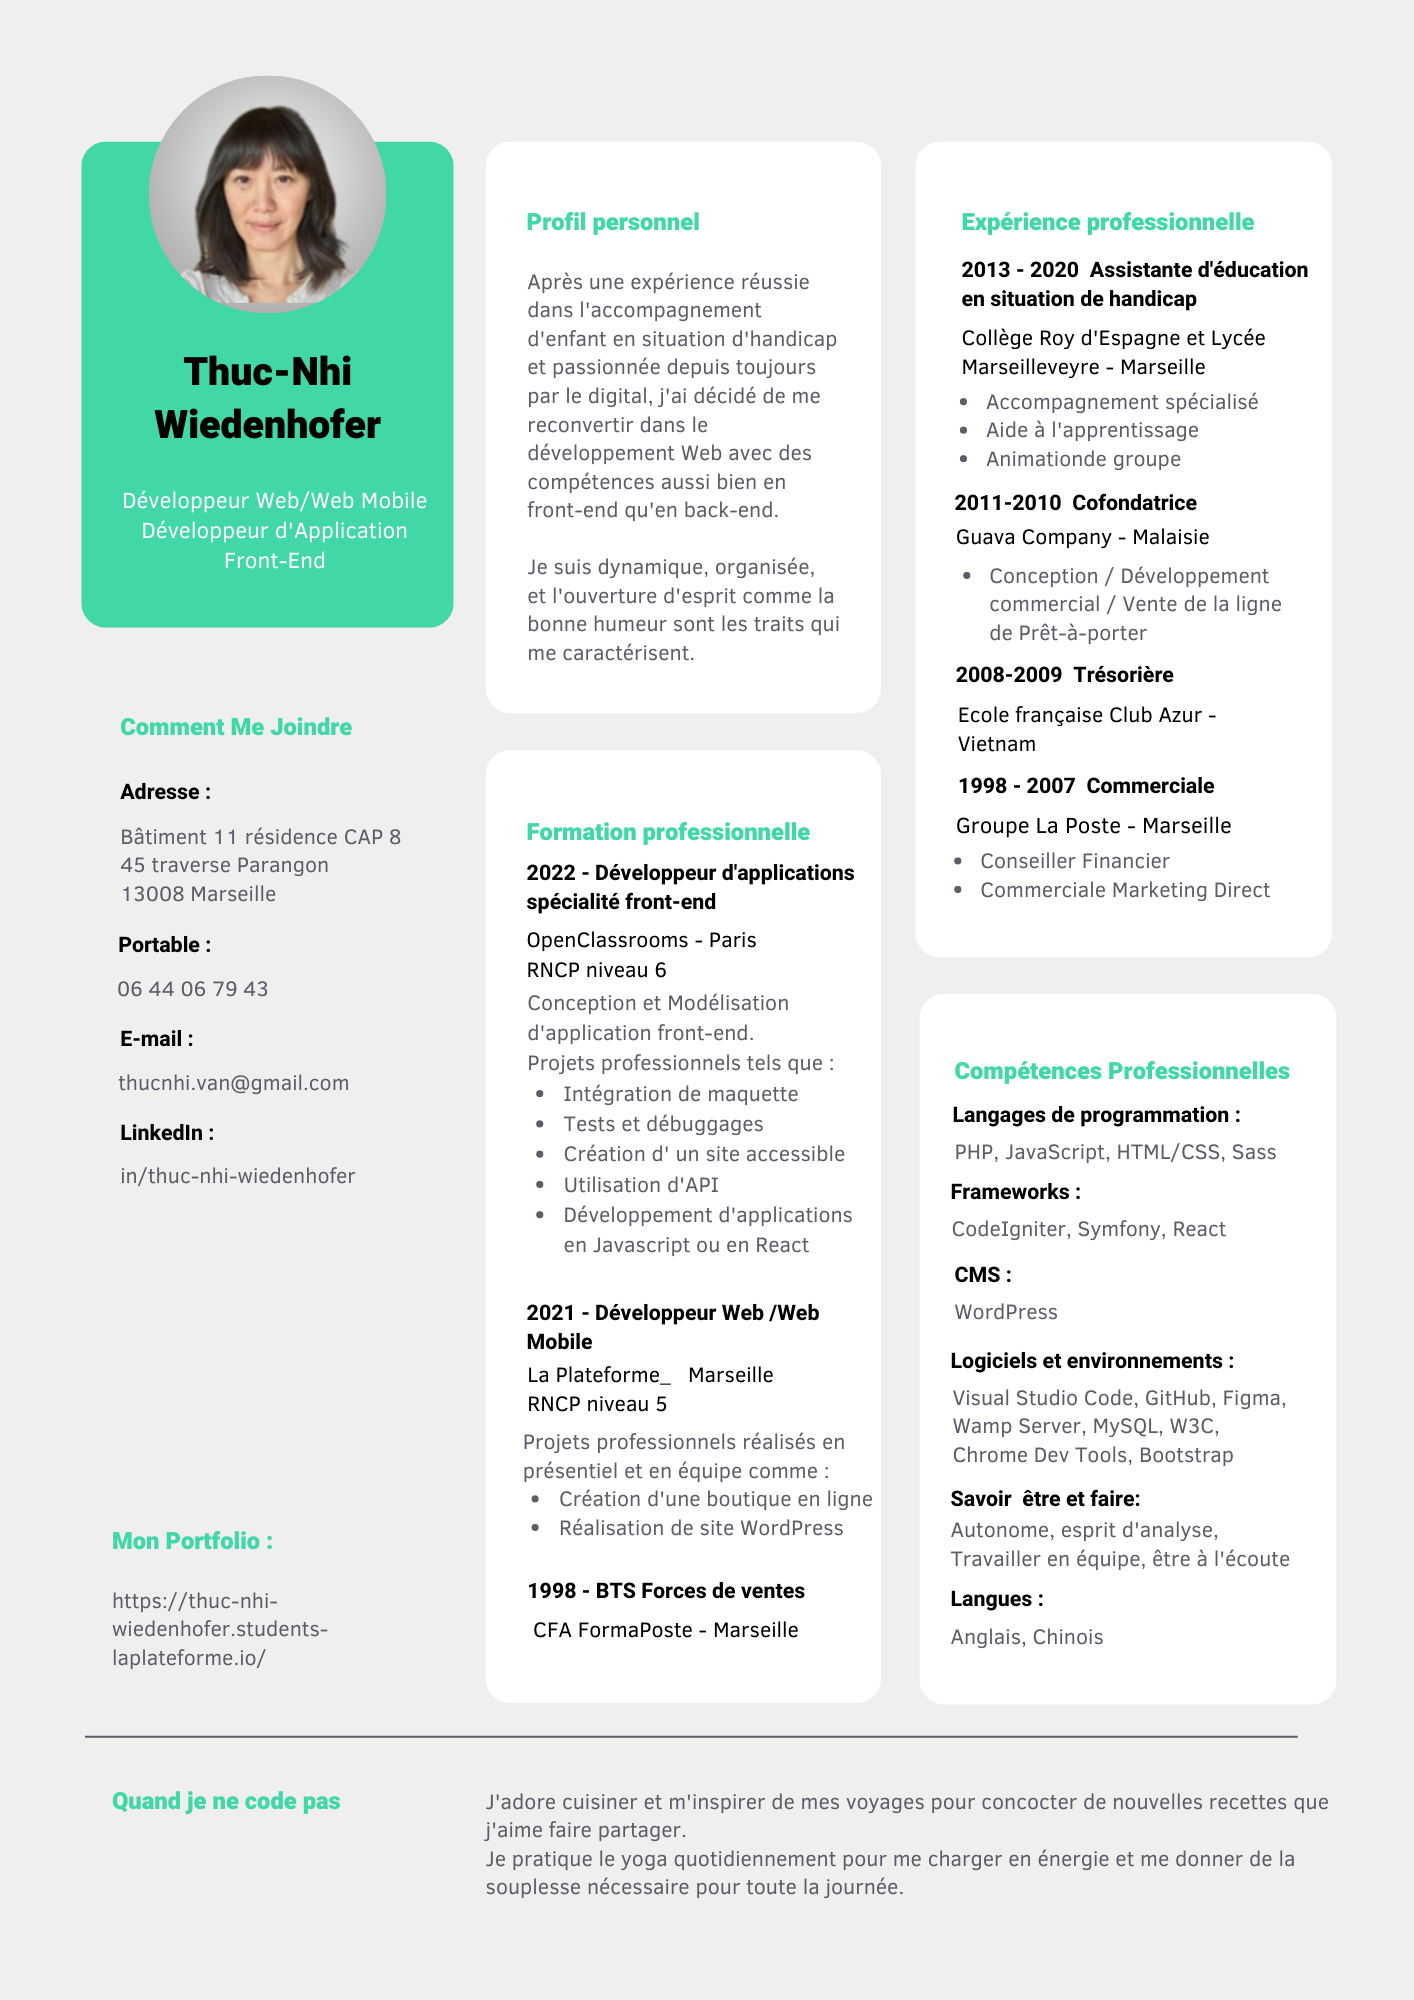 Thuc-Nhi
Wiedenhofer
Développeur Web/Web Mobile
Développeur d'Application
Front-End
Comment Me Joindre
Adresse :
Bâtiment 11 résidence CAP 8
45 traverse Parangon
13008 Marseille
Portable :
06 44 06 79 43
E-mail :
thucnhi.van@gmail.com
LinkedIn :
in/thuc-nhi-wiedenhofer
Mon Portfolio :
https://thuc-nhi-
wiedenhofer.students-
laplateforme.io/
Profil personnel
Après une expérience réussie
dans l'accompagnement
d'enfant en situation d'handicap
et passionnée depuis toujours
par le digital, j'ai décidé de me
reconvertir dans le
développement Web avec des
compétences aussi bien en
front-end qu'en back-end.
Je suis dynamique, organisée,
et l'ouverture d'esprit comme la
bonne humeur sont les traits qui
me caractérisent.
Formation professionnelle
2022 - Développeur d'applications
spécialité front-end
OpenClassrooms - Paris
RNCP niveau 6
Conception et Modélisation
d'application front-end.
Projets professionnels tels que :
• Intégration de maquette
• Tests et débuggages
• Création d' un site accessible
• Utilisation d'API
• Développement d'applications
en Javascript ou en React
2021 - Développeur Web /Web
Mobile
La Plateforme_ Marseille
RNCP niveau 5
Projets professionnels réalisés en
présentiel et en équipe comme :
• Création d'une boutique en ligne
• Réalisation de site WordPress
1998 - BTS Forces de ventes
CFA FormaPoste - Marseille
Expérience professionnelle
2013 - 2020 Assistante d'éducation
en situation de handicap
Collège Roy d'Espagne et Lycée
Marseilleveyre - Marseille
• Accompagnement spécialisé
• Aide à l'apprentissage
• Animationde groupe
2011-2010 Cofondatrice
Guava Company - Malaisie
• Conception / Développement
commercial / Vente de la ligne
de Prêt-à-porter
2008-2009 Trésorière
Ecole française Club Azur -
Vietnam
1998 - 2007 Commerciale
Groupe La Poste - Marseille
• Conseiller Financier
• Commerciale Marketing Direct
Compétences Professionnelles
Langages de programmation :
PHP, JavaScript, HTML/CSS, Sass
Frameworks :
CodeIgniter, Symfony, React
CMS :
WordPress
Logiciels et environnements :
Visual Studio Code, GitHub, Figma,
Wamp Server, MySQL, W3C,
Chrome Dev Tools, Bootstrap
Savoir être et faire:
Autonome, esprit d'analyse,
Travailler en équipe, être à l'écoute
Langues :
Anglais, Chinois
Quand je ne code pas
J'adore cuisiner et m'inspirer de mes voyages pour concocter de nouvelles recettes que
j'aime faire partager.
Je pratique le yoga quotidiennement pour me charger en énergie et me donner de la
souplesse nécessaire pour toute la journée.